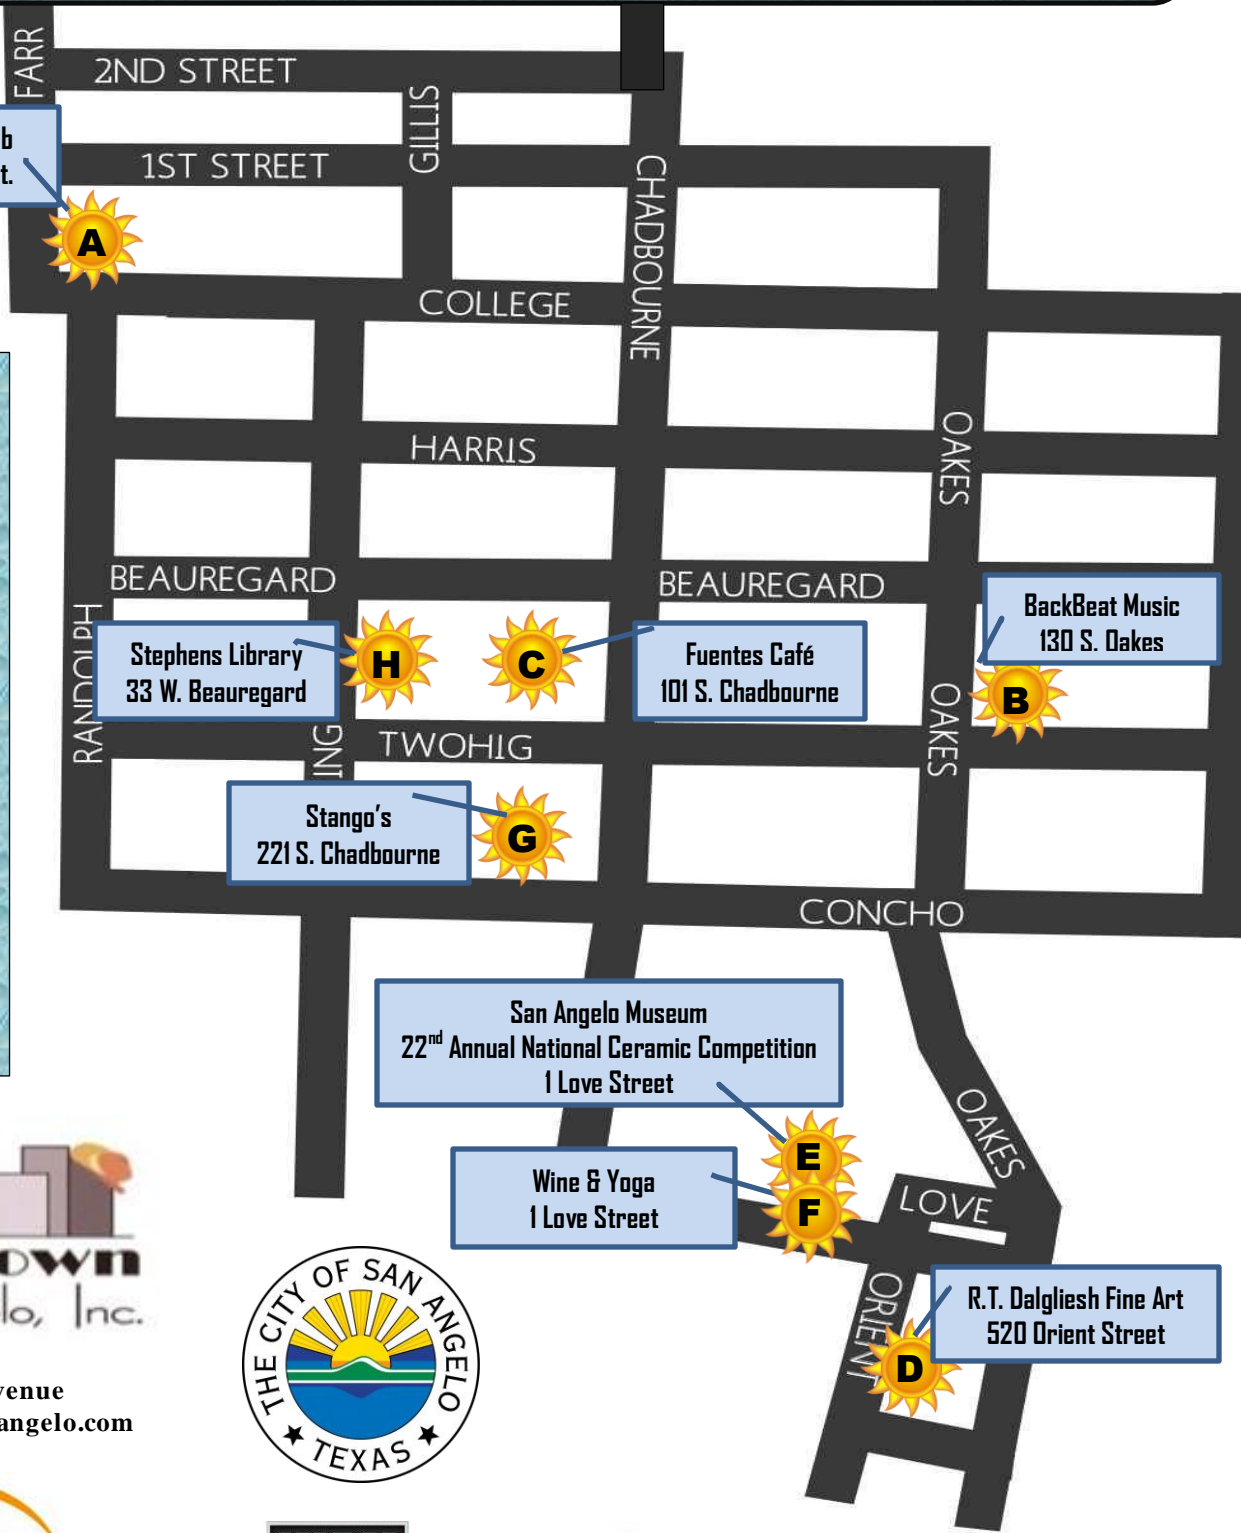 FARR
2ND STREET
GILLIS
b
t.
1ST STREET
CHADBOURNE
A
COLLEGE
OAKES
HARRIS
BEAUREGARD
BEAUREGARD
BackBeat Music
130 S. Oakes
RANDOLPH
Stephens Library
33 W. Beauregard
H
C
Fuentes Café
101 S. Chadbourne
B
OAKES
ING
TWOHIG
Stango's
221 S. Chadbourne
G
CONCHO
San Angelo Museum
22nd Annual National Ceramic Competition
1 Love Street
OAKES
E
Wine & Yoga
1 Love Street
F
LOVE
own
lo, Inc.
THE CITY OF SAN ANGELO
TEXAS
ORIENT
R.T. Dalgliesh Fine Art
520 Orient Street
D
venue
angelo.com